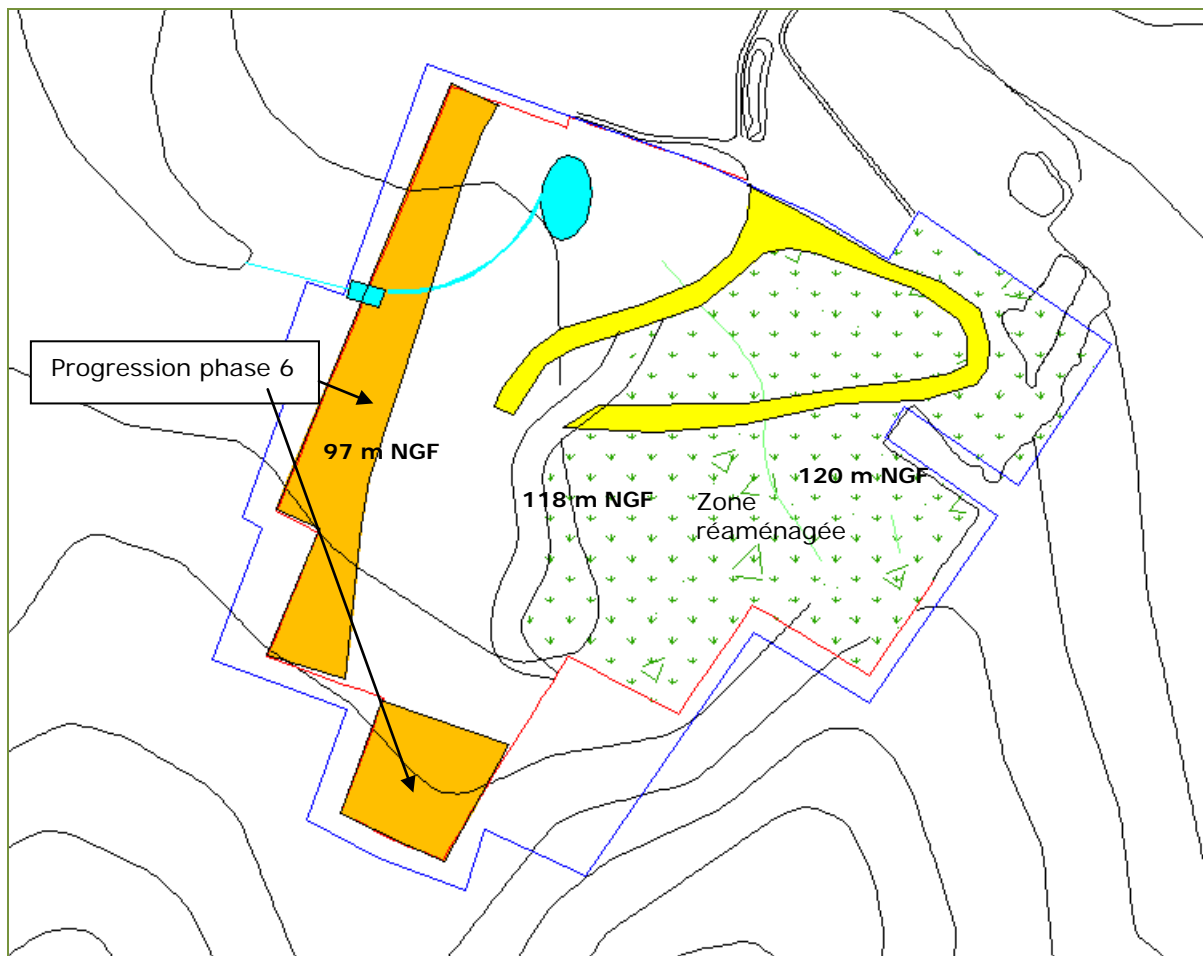 Progression phase 6
97 m NGF
118 m NGF
120 m NGF
Zone
réaménagée